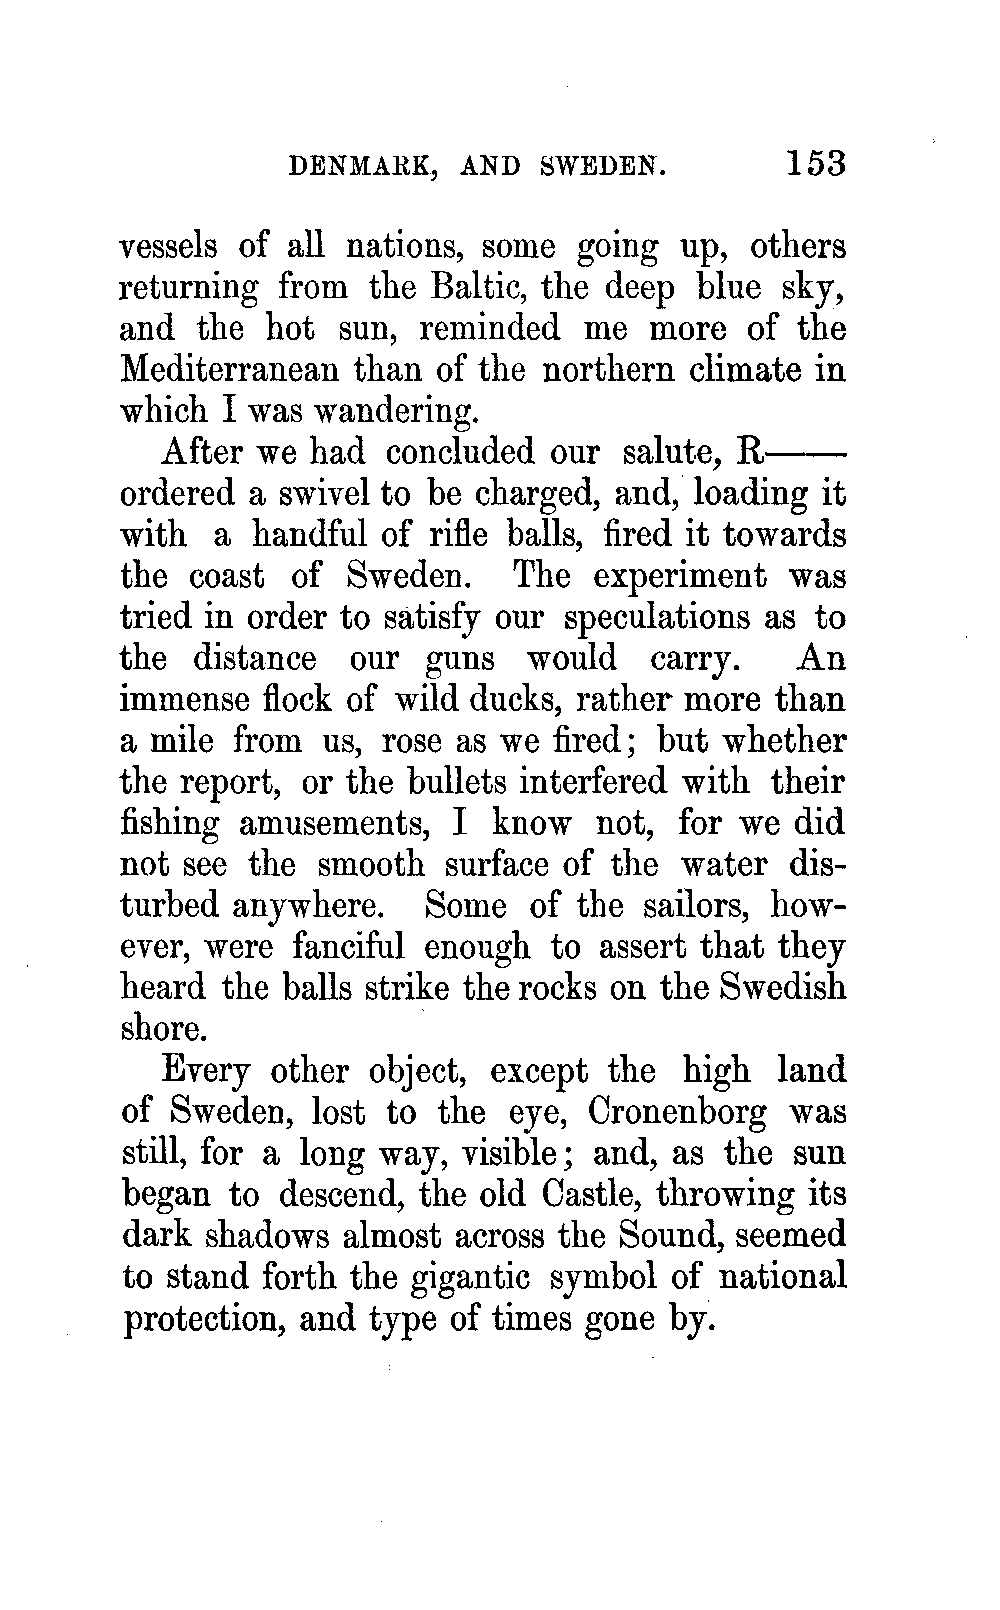 DENMARK, AND SWEDEN. 153
vessels of all nations, some going up, others
returning from the Baltic, the deep blue sky,
and the hot sun, reminded me more of the
Mediterranean than of the northern climate in
which I was wandering.
After we had concluded our salute, R——
ordered a swivel to be charged, and, loading it
with a handful of rifle balls, fired it towards
the coast of Sweden. The experiment was
tried in order to satisfy our speculations as to
the distance our guns would carry. An
immense flock of wild ducks, rather more than
a mile from us, rose as we fired; but whether
the report, or the bullets interfered with their
fishing amusements, I know not, for we did
not see the smooth surface of the water dis-
turbed anywhere. Some of the sailors, how-
ever, were fanciful enough to assert that they
heard the balls strike the rocks on the Swedish
shore.
Every other object, except the high land
of Sweden, lost to the eye, Cronenborg was
still, for a long way, visible; and, as the sun
began to descend, the old Castle, throwing its
dark shadows almost across the Sound, seemed
to stand forth the gigantic symbol of national
protection, and type of times gone by.